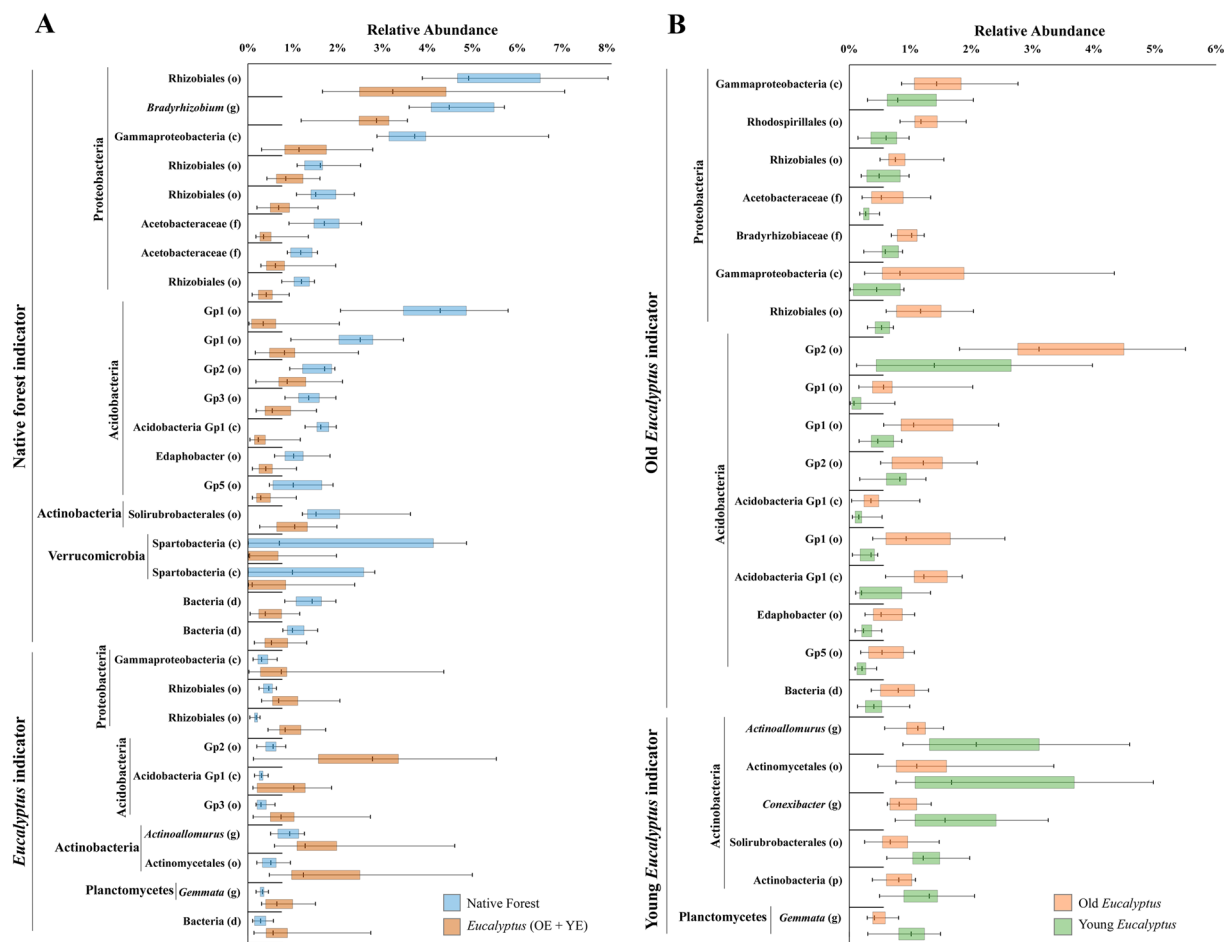 A
Relative Abundance
0% 1% 2% 3% 4% 5% 6% 7% 8%
Native forest indicator
Proteobacteria
Rhizobiales (o)
Bradyrhizobium (g)
Gammaproteobacteria (c)
Rhizobiales (o)
Rhizobiales (o)
Acetobacteraceae (f)
Acetobacteraceae (f)
Rhizobiales (o)
Acidobacteria
Gp1 (o)
Gp1 (o)
Gp2 (o)
Gp3 (o)
Acidobacteria Gp1 (c)
Edaphobacter (o)
Gp5 (o)
Actinobacteria
Solirubrobacterales (o)
Verrucomicrobia
Spartobacteria (c)
Spartobacteria (c)
Bacteria (d)
Bacteria (d)
Eucalyptus indicator
Proteobacteria
Gammaproteobacteria (c)
Rhizobiales (o)
Rhizobiales (o)
Acidobacteria
Gp2 (o)
Acidobacteria Gp1 (c)
Gp3 (o)
Actinobacteria
Actinoallomurus (g)
Actinomycetales (o)
Planctomycetes
Gemmata (g)
Bacteria (d)
Native Forest
Eucalyptus (OE + YE)
B
Relative Abundance
0% 1% 2% 3% 4% 5% 6%
Old Eucalyptus indicator
Proteobacteria
Gammaproteobacteria (c)
Rhodospirillales (o)
Rhizobiales (o)
Acetobacteraceae (f)
Bradyrhizobiaceae (f)
Gammaproteobacteria (c)
Rhizobiales (o)
Acidobacteria
Gp2 (o)
Gp1 (o)
Gp1 (o)
Gp2 (o)
Acidobacteria Gp1 (c)
Gp1 (o)
Acidobacteria Gp1 (c)
Edaphobacter (o)
Gp5 (o)
Bacteria (d)
Young Eucalyptus indicator
Actinobacteria
Actinoallomurus (g)
Actinomycetales (o)
Conexibacter (g)
Solirubrobacterales (o)
Actinobacteria (p)
Planctomycetes
Gemmata (g)
Old Eucalyptus
Young Eucalyptus